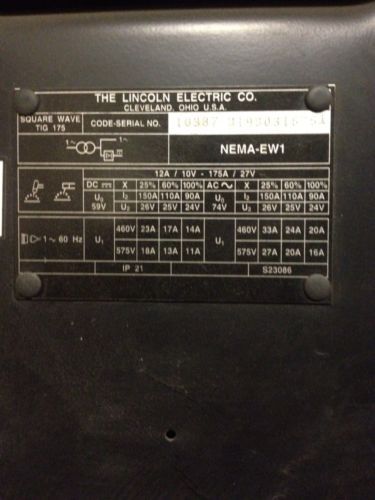 THE LINCOLN ELECTRIC CO.
CLEVELAND, OHIO U.S.A.
SQUARE WAVE
TIG 175
CODE-SERIAL NO.
1~ 1~
NEMA-EW1
12A / 10V - 175A / 27V
DC X 25% 60% 100% AC X 25% 60% 100%
U0 59V I2 150A 110A 90A U0 74V I2 150A 110A 90A
U2 26V 25V 24V U2 26V 25V 24V
1 ~ 60 Hz U1 460V 23A 17A 14A U1 460V 33A 24A 20A
575V 18A 13A 11A 575V 27A 20A 16A
IP 21 S23086